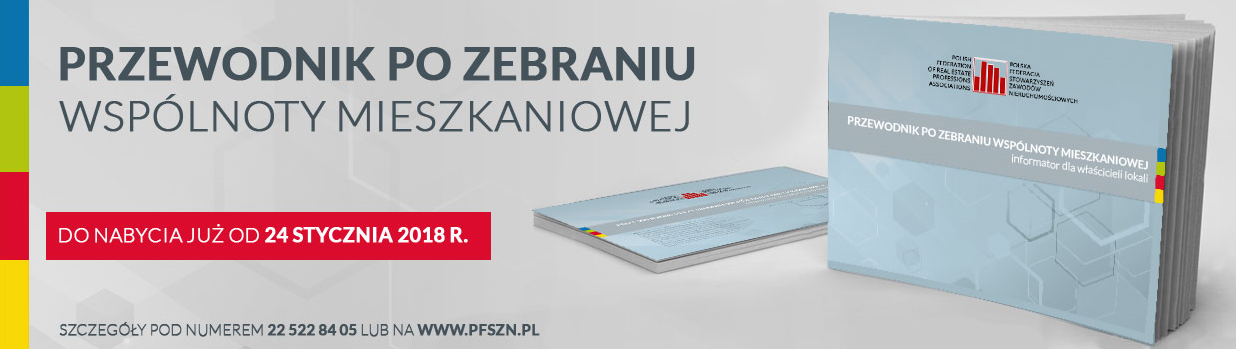 PRZEWODNIK PO ZEBRANIU
WSPÓLNOTY MIESZKANIOWEJ
DO NABYCIA JUŻ OD 24 STYCZNIA 2018 R.
SZCZEGÓŁY POD NUMEREM 22 522 84 05 LUB NA WWW.PFSZN.PL
POLISH
FEDERATION
OF REAL ESTATE
PROFESSIONS
ASSOCIATIONS
POLSKA
FEDERACJA
STOWARZYSZEŃ
ZAWODÓW
NIERUCHOMOŚCIOWYCH
PRZEWODNIK PO ZEBRANIU WSPÓLNOTY MIESZKANIOWEJ
informator dla właścicieli lokali